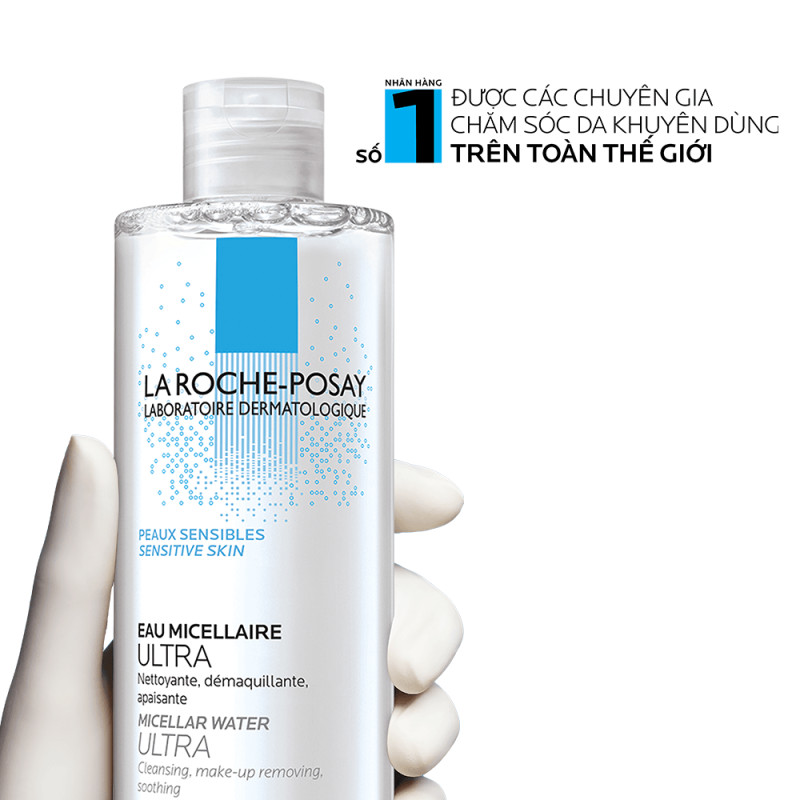 NHÃN HÀNG
SỐ 1
ĐƯỢC CÁC CHUYÊN GIA
CHĂM SÓC DA KHUYÊN DÙNG
TRÊN TOÀN THẾ GIỚI
LA ROCHE-POSAY
LABORATOIRE DERMATOLOGIQUE
PEAUX SENSIBLES
SENSITIVE SKIN
EAU MICELLAIRE
ULTRA
Nettoyante, démaquillante,
apaisante
MICELLAR WATER
ULTRA
Cleansing, make-up removing,
soothing